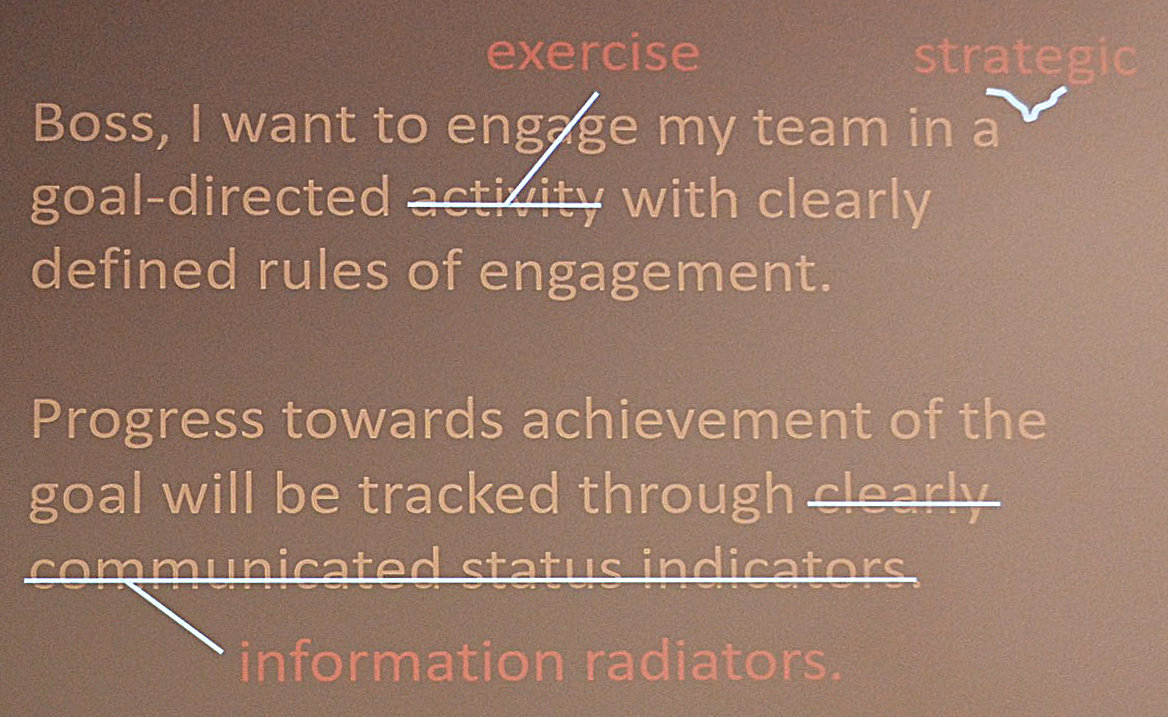 exercise strategic
Boss, I want to engage my team in a
goal-directed activity with clearly
defined rules of engagement.
Progress towards achievement of the
goal will be tracked through clearly
communicated status indicators.
information radiators.